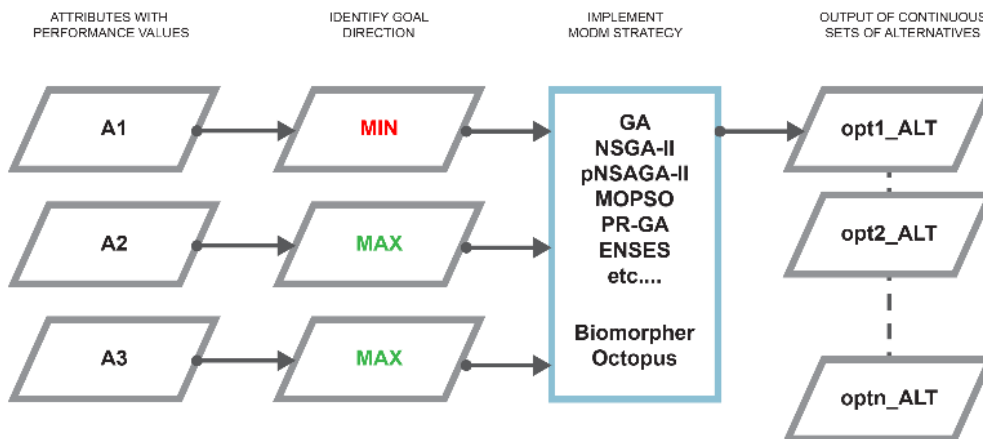 ATTRIBUTES WITH
PERFORMANCE VALUES
IDENTIFY GOAL
DIRECTION
IMPLEMENT
MODM STRATEGY
OUTPUT OF CONTINUOUS
SETS OF ALTERNATIVES
A1
MIN
A2
MAX
A3
MAX
GA
NSGA-II
pNSAGA-II
MOPSO
PR-GA
ENSES
etc....
Biomorpher
Octopus
opt1_ALT
opt2_ALT
optn_ALT